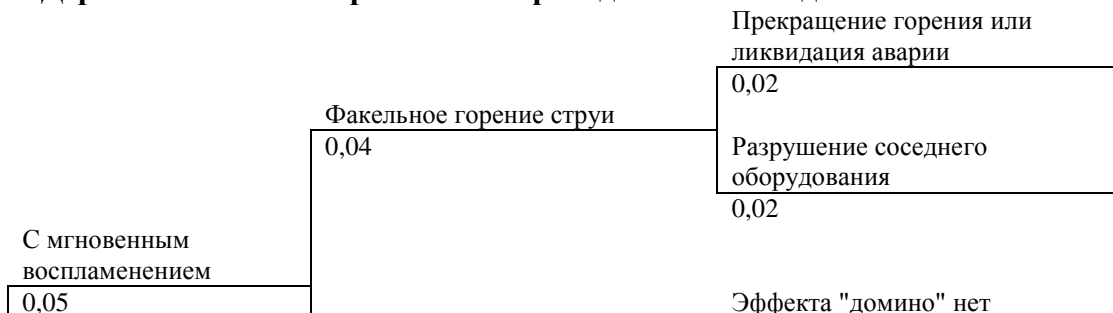 Прекращение горения или
ликвидация аварии
0,02
Факельное горение струи
0,04
Разрушение соседнего
оборудования
0,02
С мгновенным
воспламенением
0,05
Эффекта "домино" нет